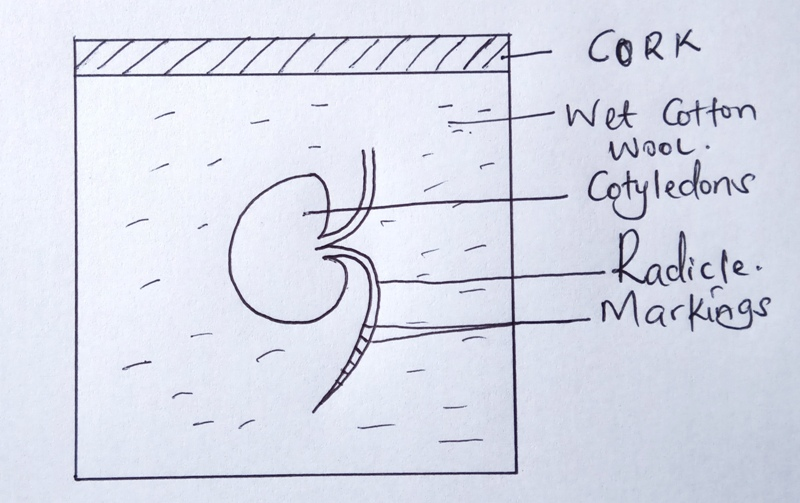 CORK
Wet Cotton
WOOL.
Cotyledons
Radicle.
Markings